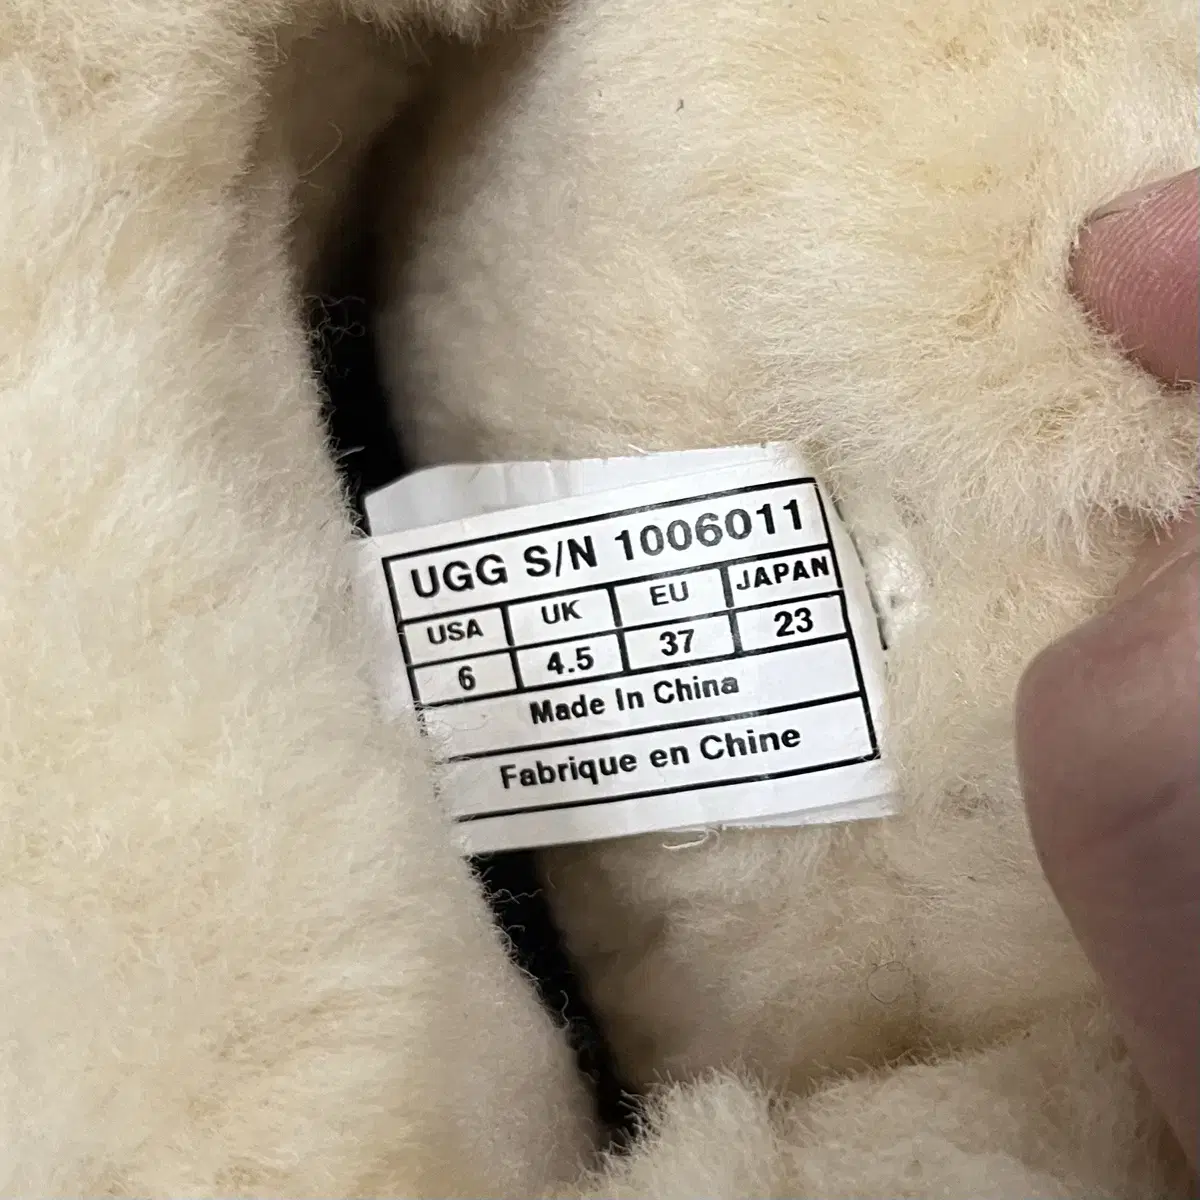 UGG S/N 1006011
USA UK EU JAPAN
6 4.5 37 23
Made In China
Fabrique en Chine